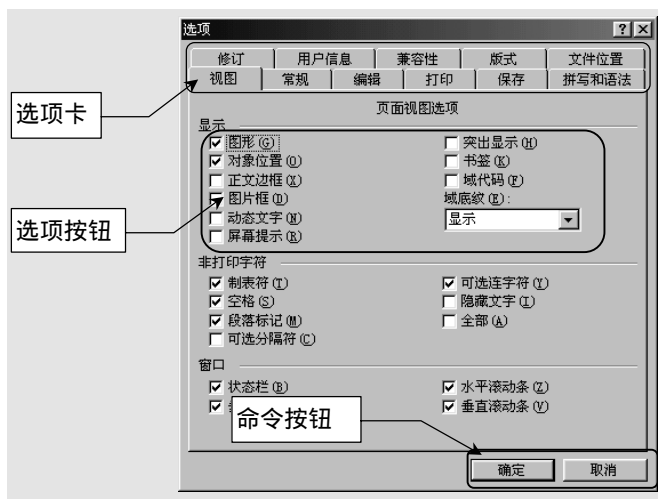 选项
修订 用户信息 兼容性 版式 文件位置
视图 常规 编辑 打印 保存 拼写和语法
选项卡
页面视图选项
显示
图形(G) 突出显示(H)
对象位置(O) 书签(K)
正文边框(X) 域代码(F)
图片框(D) 域底纹(E):
选项按钮
动态文字(N) 显示
屏幕提示(R)
非打印字符
制表符(T) 可选连字符(Y)
空格(S) 隐藏文字(I)
段落标记(M) 全部(A)
可选分隔符(C)
窗口
状态栏(B) 水平滚动条(Z)
垂直滚动条(V)
命令按钮
确定 取消